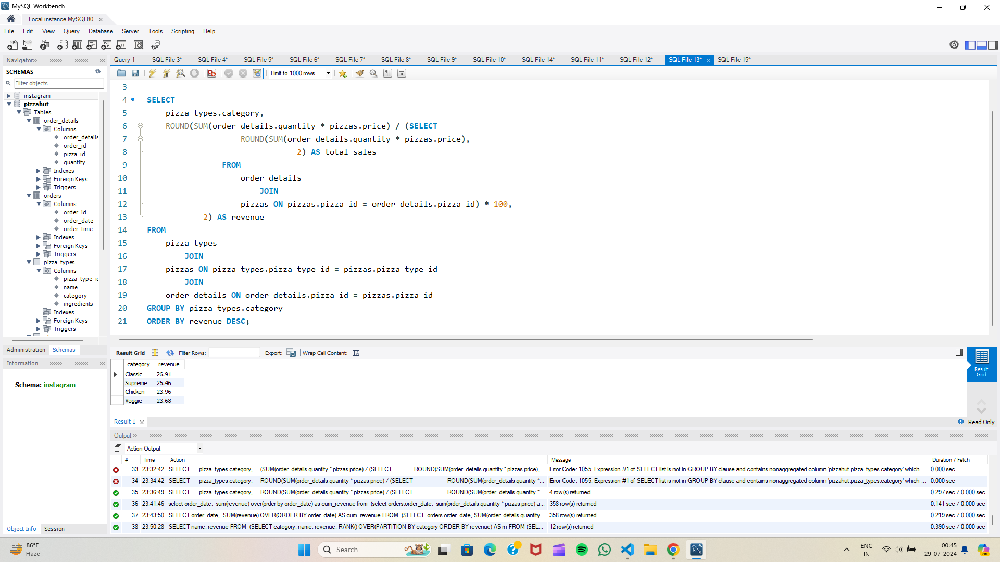 MySQL Workbench
Local instance MySQL80
File Edit View Query Database Server Tools Scripting Help
Navigator
SCHEMAS
Filter objects
instagram
pizzahut
Tables
order_details
Columns
order_details
order_id
pizza_id
quantity
Indexes
Foreign Keys
Triggers
orders
Columns
order_id
order_date
order_time
Indexes
Foreign Keys
Triggers
pizza_types
Columns
pizza_type_id
name
category
ingredients
Indexes
Foreign Keys
Triggers
Administration Schemas
Information
Schema: instagram
Object Info Session
Query 1 SQL File 3* SQL File 4* SQL File 5* SQL File 6* SQL File 7* SQL File 8* SQL File 9* SQL File 10* SQL File 14* SQL File 11* SQL File 12* SQL File 13* SQL File 15*
Limit to 1000 rows
3
4 SELECT
5 pizza_types.category,
6 ROUND(SUM(order_details.quantity * pizzas.price) / (SELECT
7 ROUND(SUM(order_details.quantity * pizzas.price),
8 2) AS total_sales
9 FROM
10 order_details
11 JOIN
12 pizzas ON pizzas.pizza_id = order_details.pizza_id) * 100,
13 2) AS revenue
14 FROM
15 pizza_types
16 JOIN
17 pizzas ON pizza_types.pizza_type_id = pizzas.pizza_type_id
18 JOIN
19 order_details ON order_details.pizza_id = pizzas.pizza_id
20 GROUP BY pizza_types.category
21 ORDER BY revenue DESC;
Result Grid Filter Rows: Export: Wrap Cell Content:
category revenue
Classic 26.91
Supreme 25.46
Chicken 23.96
Veggie 23.68
Result Grid
Result 1
Read Only
Output
Action Output
# Time Action Message Duration / Fetch
33 23:32:42 SELECT pizza_types.category, (SUM(order_details.quantity * pizzas.price) / (SELECT ROUND(SUM(order_details.quantity * pizzas.price),... Error Code: 1055. Expression #1 of SELECT list is not in GROUP BY clause and contains nonaggregated column 'pizzahut.pizza_types.category' which ... 0.000 sec
34 23:34:42 SELECT pizza_types.category, ROUND(SUM(order_details.quantity * pizzas.price) / (SELECT ROUND(SUM(order_details.quantity *... Error Code: 1055. Expression #1 of SELECT list is not in GROUP BY clause and contains nonaggregated column 'pizzahut.pizza_types.category' which ... 0.000 sec
35 23:36:49 SELECT pizza_types.category, ROUND(SUM(order_details.quantity * pizzas.price) / (SELECT ROUND(SUM(order_details.quantity *... 4 row(s) returned 0.297 sec / 0.000 sec
36 23:41:46 select order_date, sum(revenue) over(order by order_date) as cum_revenue from (select orders.order_date, sum(order_details.quantity * pizzas.price) a... 358 row(s) returned 0.141 sec / 0.000 sec
37 23:43:50 SELECT order_date, SUM(revenue) OVER(ORDER BY order_date) AS cum_revenue FROM (SELECT orders.order_date, SUM(order_details.quantity... 358 row(s) returned 0.219 sec / 0.000 sec
38 23:50:28 SELECT name, revenue FROM (SELECT category, name, revenue, RANK() OVER(PARTITION BY category ORDER BY revenue) AS rn FROM (SEL... 12 row(s) returned 0.390 sec / 0.000 sec
86°F
Haze
Search
ENG
IN
00:45
29-07-2024
PRE